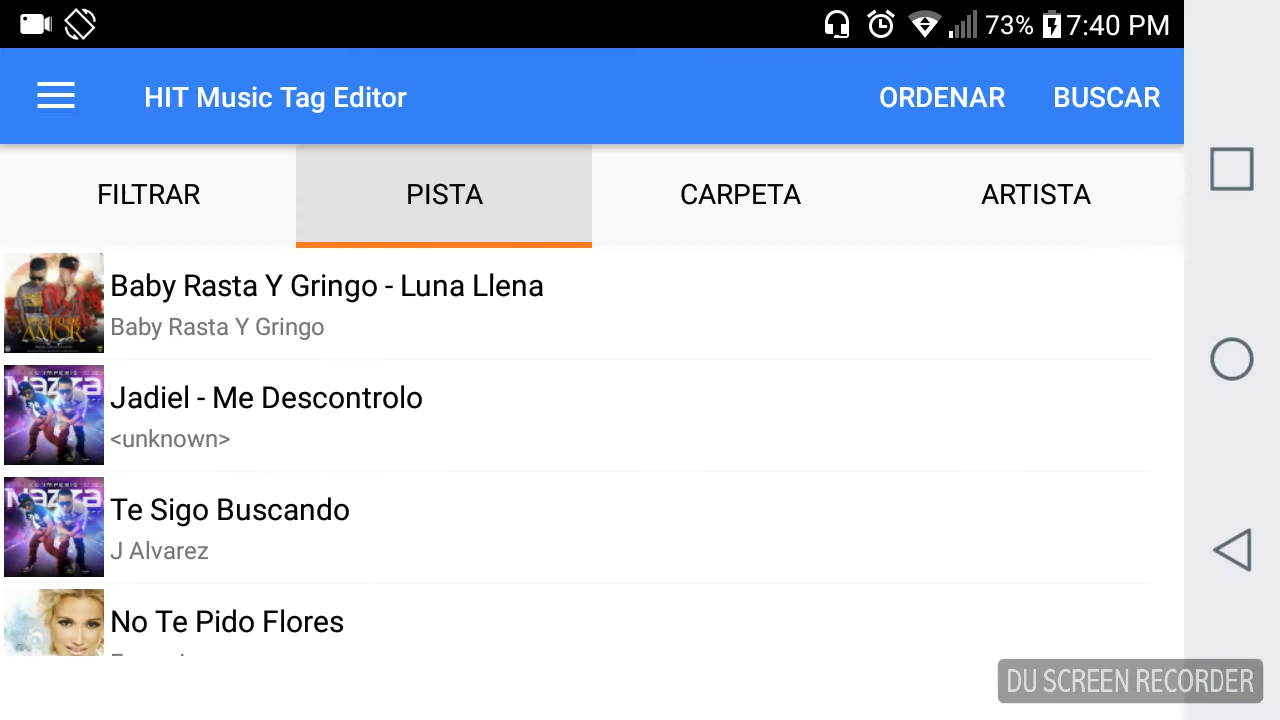 73% 7:40 PM
HIT Music Tag Editor ORDENAR BUSCAR
FILTRAR PISTA CARPETA ARTISTA
Baby Rasta Y Gringo - Luna Llena
Baby Rasta Y Gringo
Jadiel - Me Descontrolo
<unknown>
Te Sigo Buscando
J Alvarez
No Te Pido Flores
DU SCREEN RECORDER